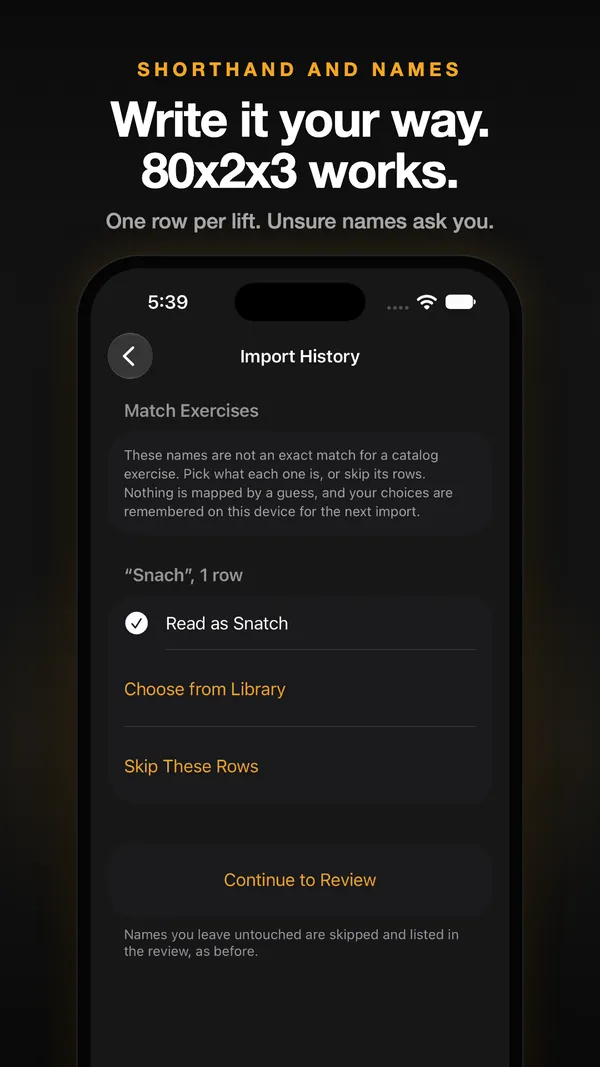 SHORTHAND AND NAMES
Write it your way.
80x2x3 works.
One row per lift. Unsure names ask you.
5:39
Import History
Match Exercises
These names are not an exact match for a catalog
exercise. Pick what each one is, or skip its rows.
Nothing is mapped by a guess, and your choices are
remembered on this device for the next import.
“Snach”, 1 row
Read as Snatch
Choose from Library
Skip These Rows
Continue to Review
Names you leave untouched are skipped and listed in
the review, as before.